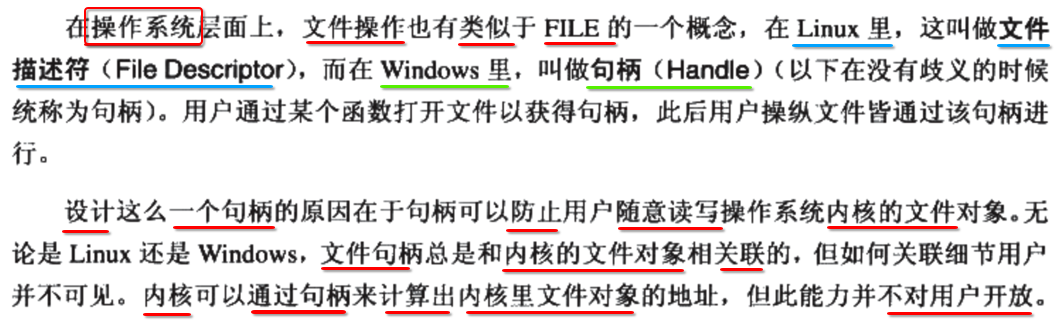 在操作系统层面上，文件操作也有类似于 FILE 的一个概念，在 Linux 里，这叫做文件
描述符（File Descriptor），而在 Windows 里，叫做句柄（Handle）（以下在没有歧义的时候
统称为句柄）。用户通过某个函数打开文件以获得句柄，此后用户操纵文件皆通过该句柄进
行。
设计这么一个句柄的原因在于句柄可以防止用户随意读写操作系统内核的文件对象。无
论是 Linux 还是 Windows，文件句柄总是和内核的文件对象相关联的，但如何关联细节用户
并不可见。内核可以通过句柄来计算出内核里文件对象的地址，但此能力并不对用户开放。